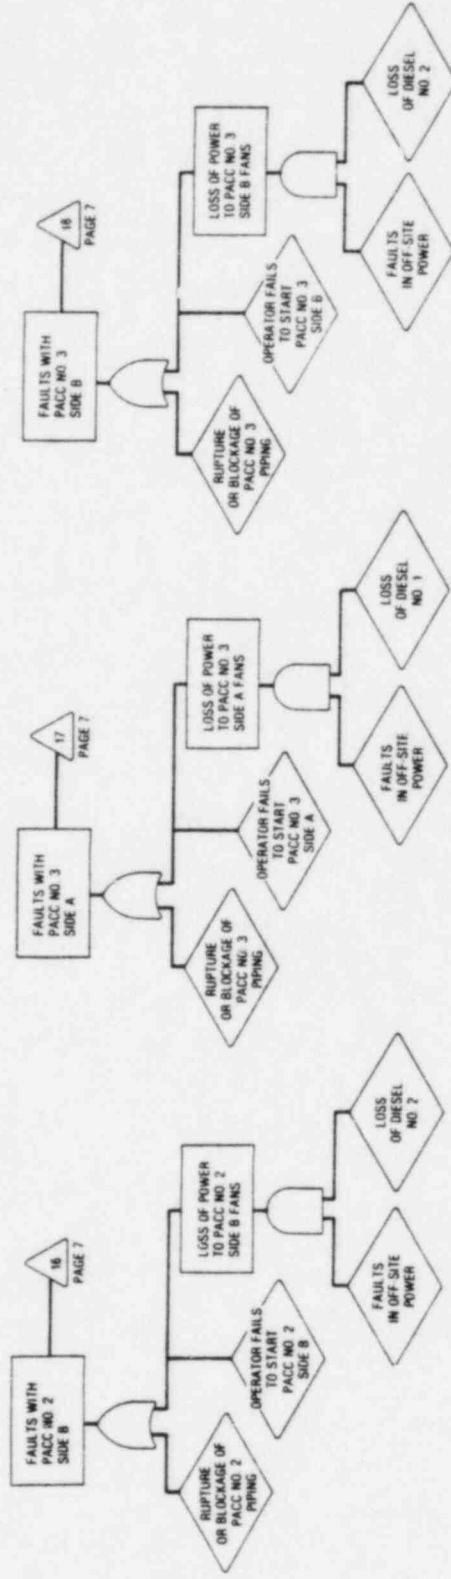 FAULTS WITH
PACC NO. 2
SIDE B
16
PAGE 7
RUPTURE
OR BLOCKAGE OF
PACC NO. 2
PIPING
OPERATOR FAILS
TO START
PACC NO. 2
SIDE B
LOSS OF POWER
TO PACC NO. 2
SIDE B FANS
FAULTS
IN OFF-SITE
POWER
LOSS
OF DIESEL
NO. 2
FAULTS WITH
PACC NO. 3
SIDE A
17
PAGE 7
RUPTURE
OR BLOCKAGE OF
PACC NO. 3
PIPING
OPERATOR FAILS
TO START
PACC NO. 3
SIDE A
LOSS OF POWER
TO PACC NO. 3
SIDE A FANS
FAULTS
IN OFF-SITE
POWER
LOSS
OF DIESEL
NO. 1
FAULTS WITH
PACC NO. 3
SIDE B
18
PAGE 7
RUPTURE
OR BLOCKAGE OF
PACC NO. 3
PIPING
OPERATOR FAILS
TO START
PACC NO. 3
SIDE B
LOSS OF POWER
TO PACC NO. 3
SIDE B FANS
FAULTS
IN OFF-SITE
POWER
LOSS
OF DIESEL
NO. 2